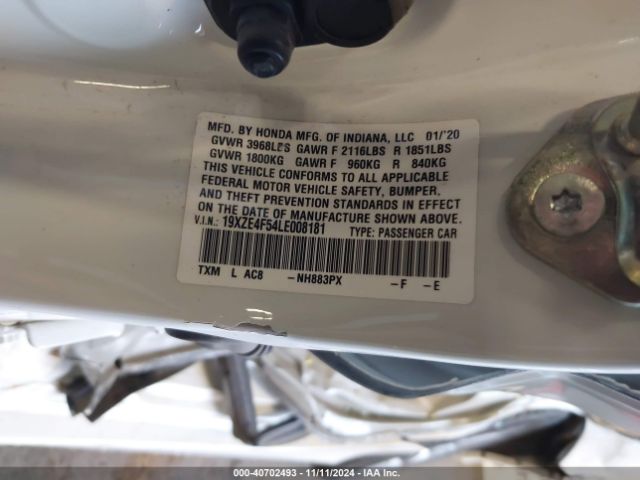 MFD. BY HONDA MFG. OF INDIANA, LLC 01/20
GVWR 3968LBS GAWR F 2116LBS R 1851LBS
GVWR 1800KG GAWR F 960KG R 840KG
THIS VEHICLE CONFORMS TO ALL APPLICABLE
FEDERAL MOTOR VEHICLE SAFETY, BUMPER,
AND THEFT PREVENTION STANDARDS IN EFFECT
ON THE DATE OF MANUFACTURE SHOWN ABOVE.
V.I.N.: 19XZE4F54LE008181 TYPE: PASSENGER CAR
TXM L AC8 -NH883PX -F -E
000-40702493 - 11/11/2024 - IAA Inc.